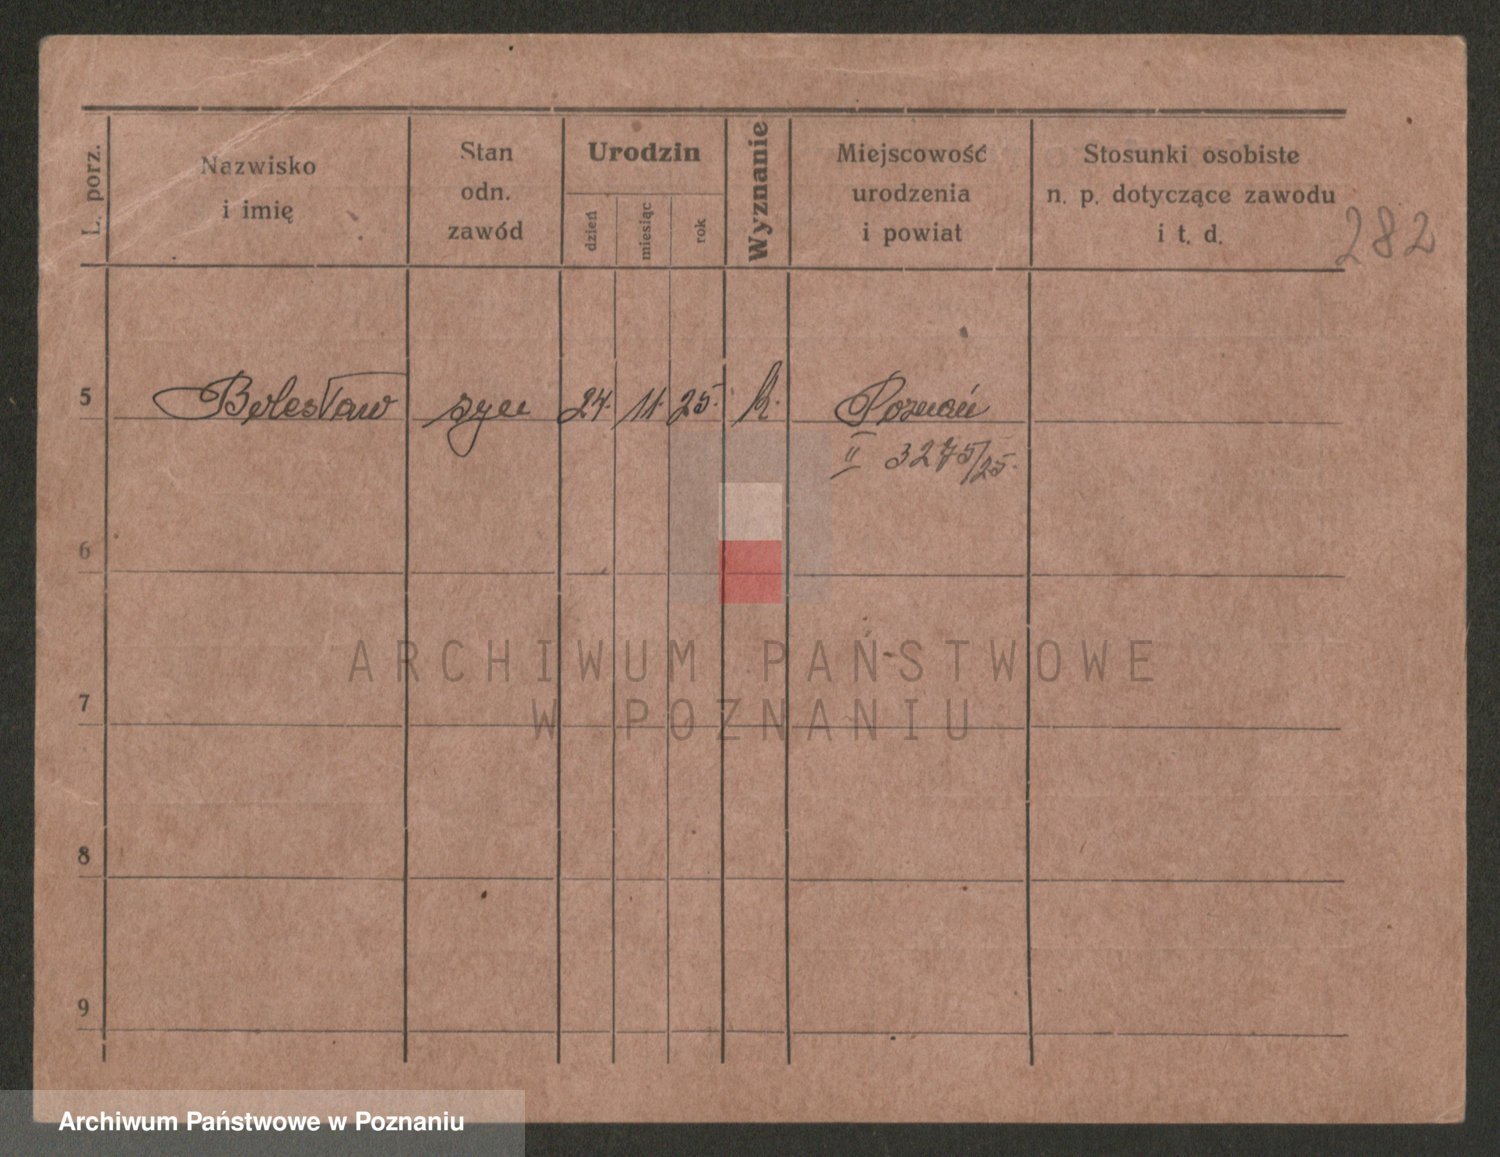 L. porz.
Nazwisko
i imię
Stan
odn.
zawód
Urodzin
dzień
miesiąc
rok
Wyznanie
Miejscowość
urodzenia
i powiat
Stosunki osobiste
n. p. dotyczące zawodu
i t. d.
282
5 Bolesław syn 24. 11. 25. k. Poznań
II 3275/25.
6
7
8
9
ARCHIWUM PAŃSTWOWE
W POZNANIU
Archiwum Państwowe w Poznaniu